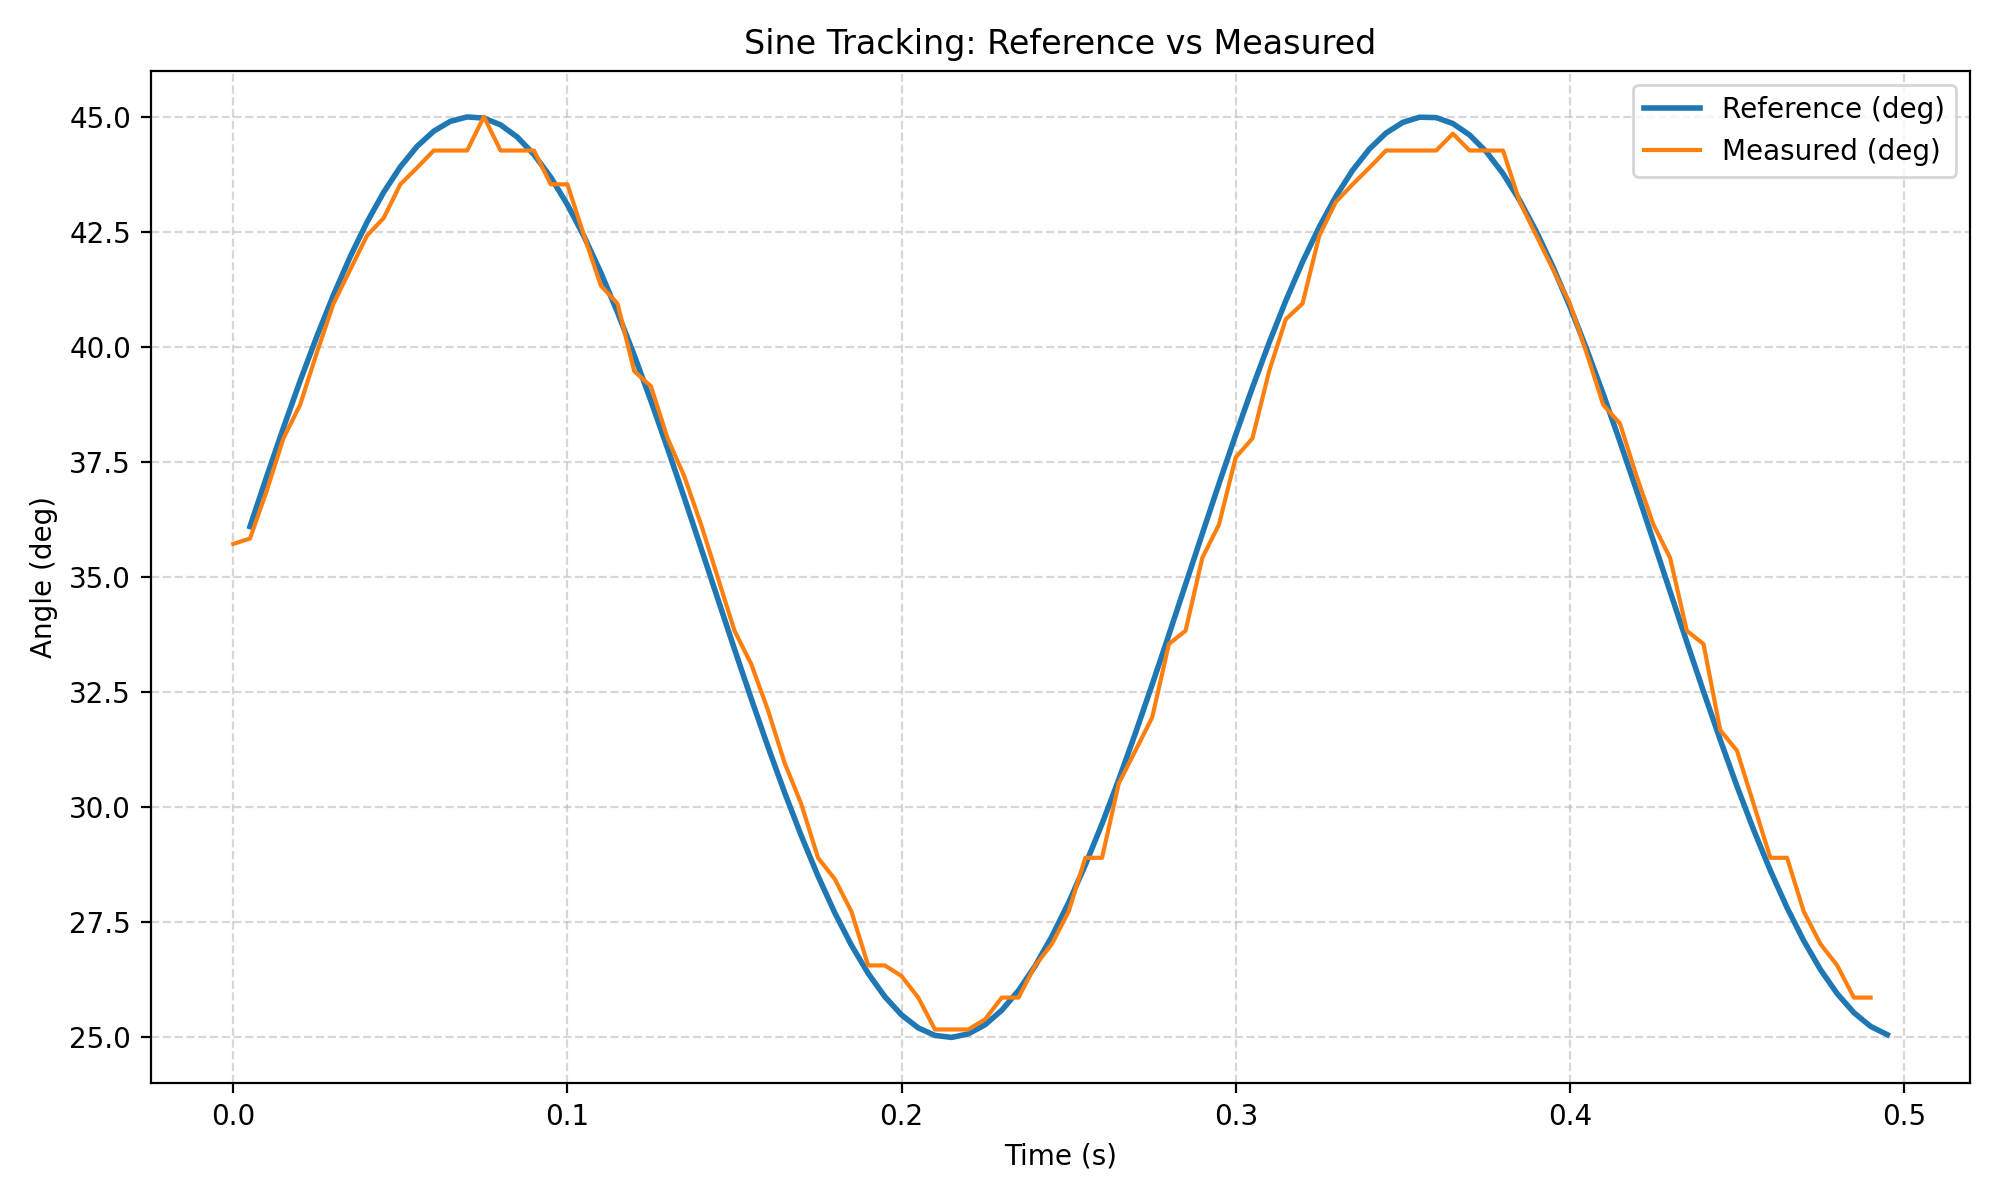 Sine Tracking: Reference vs Measured
Reference (deg)
Measured (deg)
Angle (deg)
45.0
42.5
40.0
37.5
35.0
32.5
30.0
27.5
25.0
0.0 0.1 0.2 0.3 0.4 0.5
Time (s)